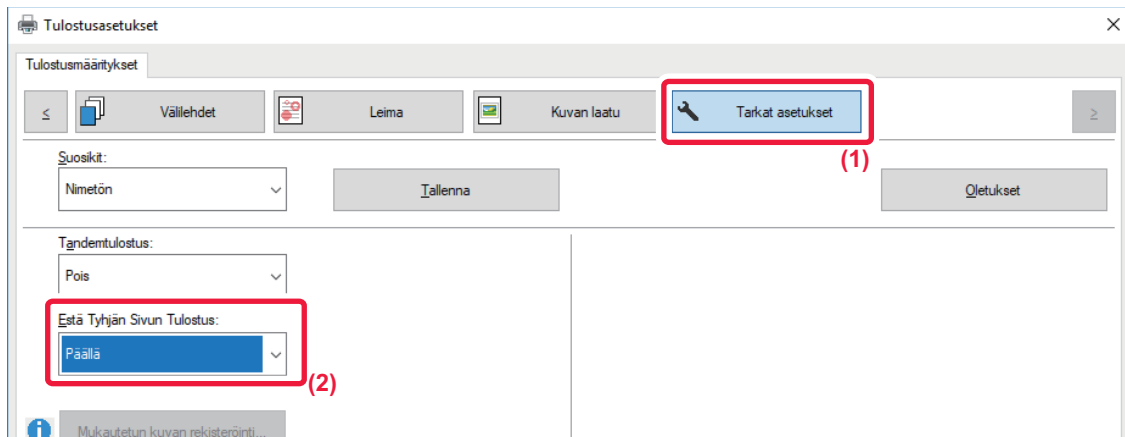 Tulostusasetukset
Tulostusmääritykset
< Välilehdet Leima Kuvan laatu Tarkat asetukset >
(1)
Suosikit:
Nimetön Tallenna Oletukset
Tandemtulostus:
Pois
Estä Tyhjän Sivun Tulostus:
Päällä
(2)
Mukautetun kuvan rekisteröinti...